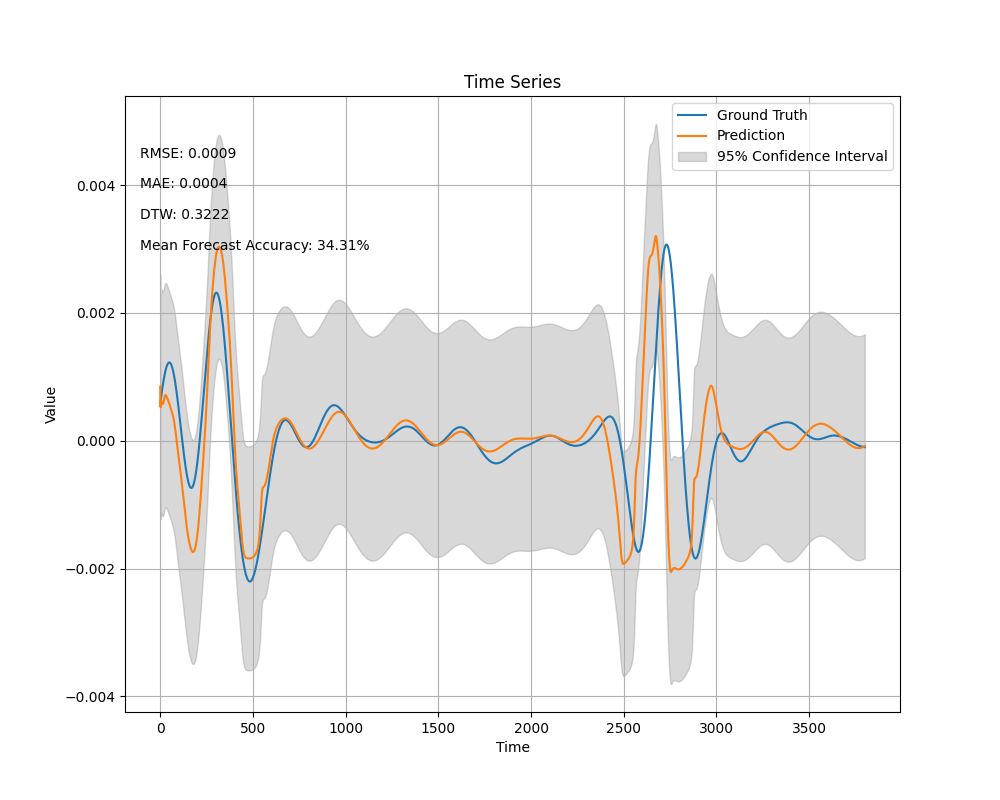 Time Series
Ground Truth
Prediction
95% Confidence Interval
RMSE: 0.0009
MAE: 0.0004
DTW: 0.3222
Mean Forecast Accuracy: 34.31%
Value
0.004
0.002
0.000
−0.002
−0.004
0 500 1000 1500 2000 2500 3000 3500
Time